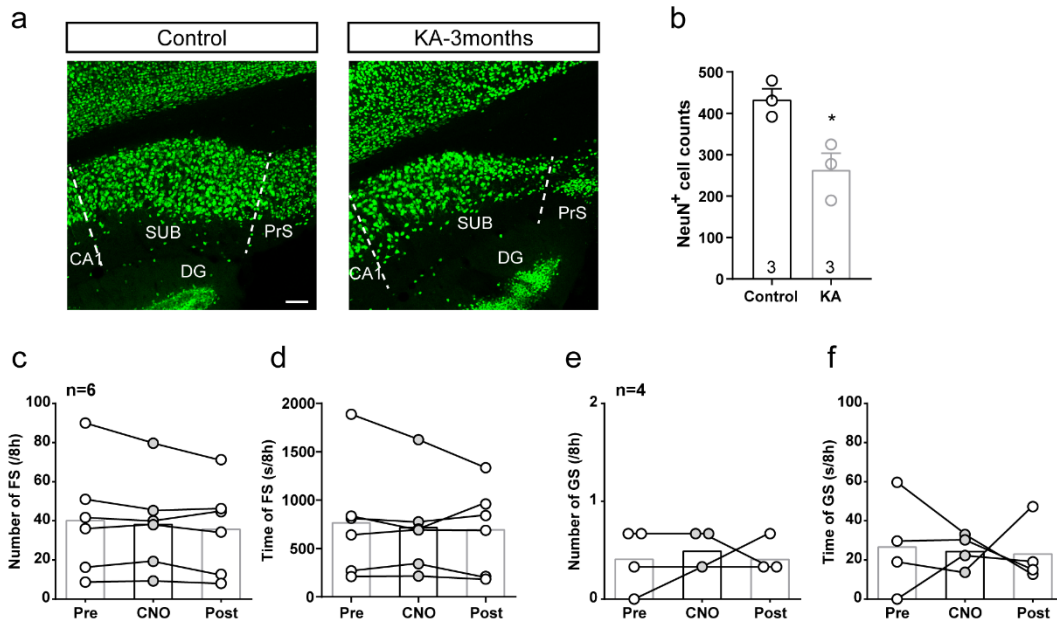 a
Control
KA-3months
CA1
SUB
PrS
DG
CA1
SUB
PrS
DG
b
NeuN+ cell counts
500
400
300
200
100
0
*
3
3
Control
KA
c
n=6
Number of FS (/8h)
100
80
60
40
20
0
Pre
CNO
Post
d
Time of FS (s/8h)
2000
1500
1000
500
0
Pre
CNO
Post
e
n=4
Number of GS (/8h)
2
1
0
Pre
CNO
Post
f
Time of GS (s/8h)
100
80
60
40
20
0
Pre
CNO
Post